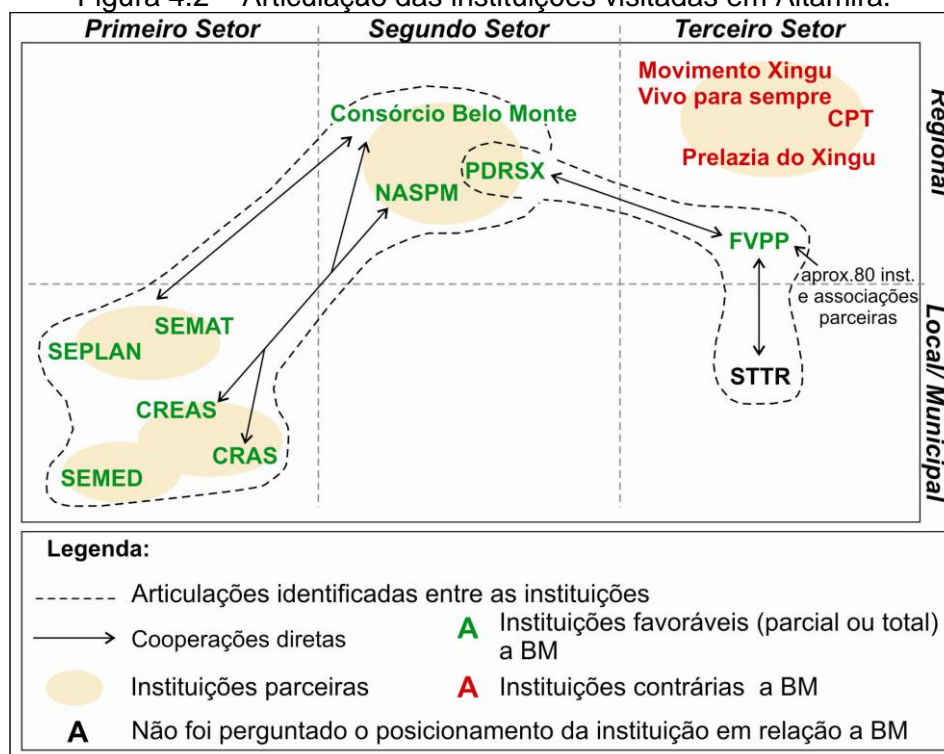 Figura 4.2 – Articulação das instituições visitadas em Altamira.
Primeiro Setor
Segundo Setor
Terceiro Setor
Regional
Local/ Municipal
Movimento Xingu
Vivo para sempre
CPT
Prelazia do Xingu
Consórcio Belo Monte
PDRSX
NASPM
FVPP
aprox.80 inst.
e associações
parceiras
STTR
SEMAT
SEPLAN
CREAS
CRAS
SEMED
Legenda:
Articulações identificadas entre as instituições
Cooperações diretas
A Instituições favoráveis (parcial ou total)
a BM
Instituições parceiras
A Instituições contrárias a BM
A Não foi perguntado o posicionamento da instituição em relação a BM